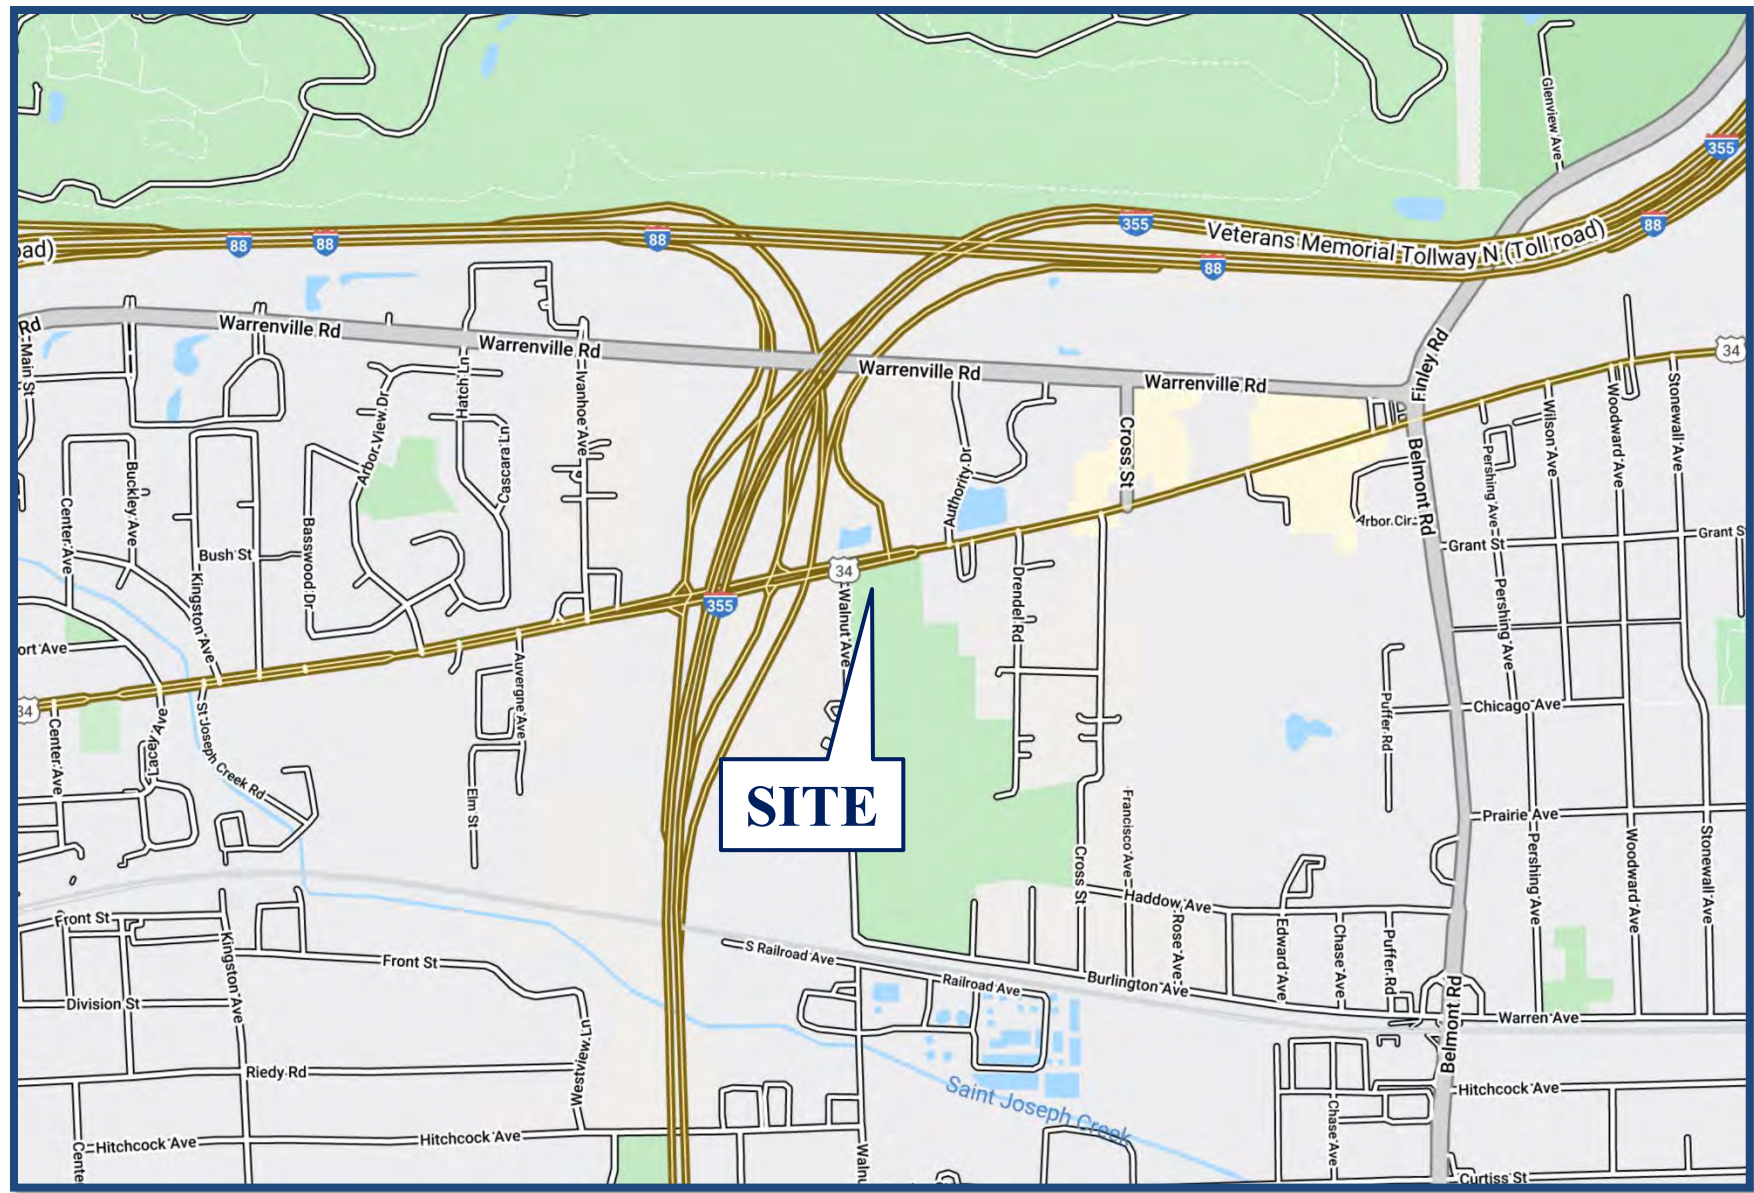 Glenview Ave
355
355
88
88
88
88
88
oad)
Veterans Memorial Tollway N (Toll road)
Rd
Warrenville Rd
Warrenville Rd
Warrenville Rd
Warrenville Rd
Finley Rd
34
Main St
Hatch Ln
Ivanhoe Ave
Arbor View Dr
Cascara Ln
Authority Dr
Cross St
Belmont Rd
Wilson Ave
Woodward Ave
Stonewall Ave
Pershing Ave
Center Ave
Buckley Ave
Basswood Dr
Bush St
Kingston Ave
Arbor Cir
Grant St
Grant S
34
355
Walnut Ave
Drendel Rd
Pershing Ave
ort Ave
Auvergne Ave
34
Center Ave
Lacey Ave
St Joseph Creek Rd
Puffer Rd
Chicago Ave
SITE
Elm St
Francisco Ave
Prairie Ave
Cross St
Pershing Ave
Woodward Ave
Stonewall Ave
Haddow Ave
Front St
Kingston Ave
Front St
S Railroad Ave
Railroad Ave
Burlington Ave
Rose Ave
Edward Ave
Chase Ave
Puffer Rd
Belmont Rd
Division St
Westview Ln
Warren Ave
Riedy Rd
Saint Joseph Creek
Hitchcock Ave
Chase Ave
Hitchcock Ave
Hitchcock Ave
Cente
Walnu
Curtiss St